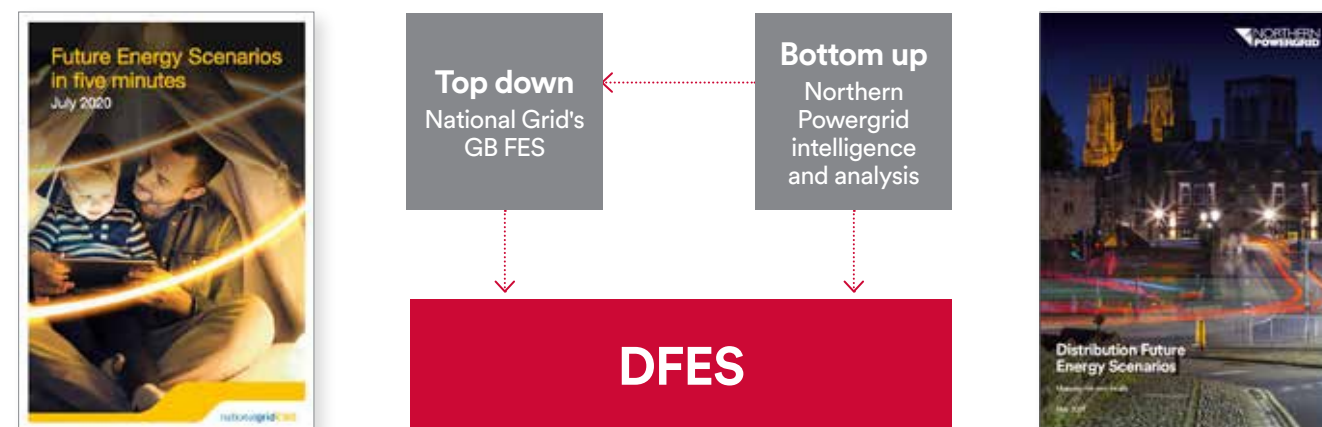 Future Energy Scenarios
in five minutes
July 2020
nationalgrid
Top down
National Grid's
GB FES
Bottom up
Northern
Powergrid
intelligence
and analysis
DFES
NORTHERN
POWERGRID
Distribution Future
Energy Scenarios